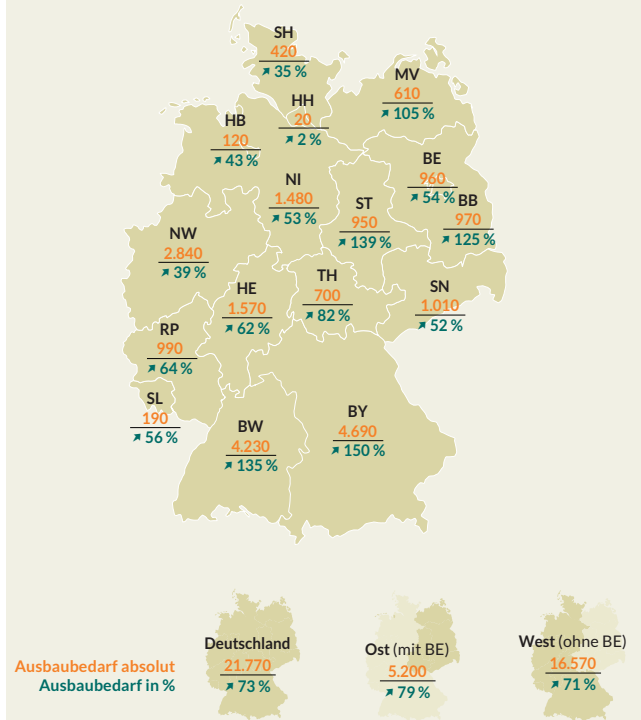 SH
420
↗ 35 %
MV
610
↗ 105 %
HH
20
↗ 2 %
HB
120
↗ 43 %
BE
960
↗ 54 %
BB
970
↗ 125 %
NI
1.480
↗ 53 %
ST
950
↗ 139 %
NW
2.840
↗ 39 %
HE
1.570
↗ 62 %
TH
700
↗ 82 %
SN
1.010
↗ 52 %
RP
990
↗ 64 %
SL
190
↗ 56 %
BW
4.230
↗ 135 %
BY
4.690
↗ 150 %
Ausbaubedarf absolut
Ausbaubedarf in %
Deutschland
21.770
↗ 73 %
Ost (mit BE)
5.200
↗ 79 %
West (ohne BE)
16.570
↗ 71 %